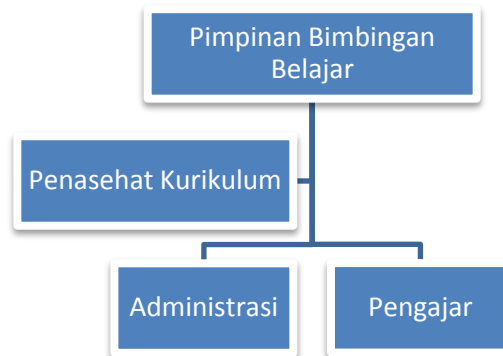 Pimpinan Bimbingan
Belajar
Penasehat Kurikulum
Administrasi
Pengajar